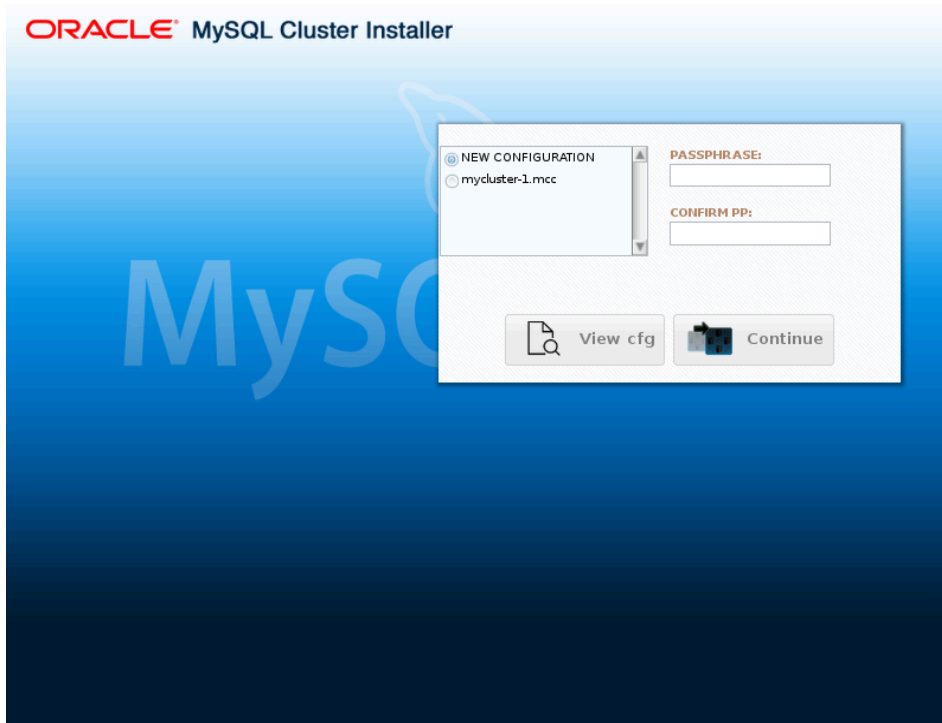 ORACLE® MySQL Cluster Installer
NEW CONFIGURATION
mycluster-1.mcc
PASSPHRASE:
CONFIRM PP:
MySQ
View cfg
Continue